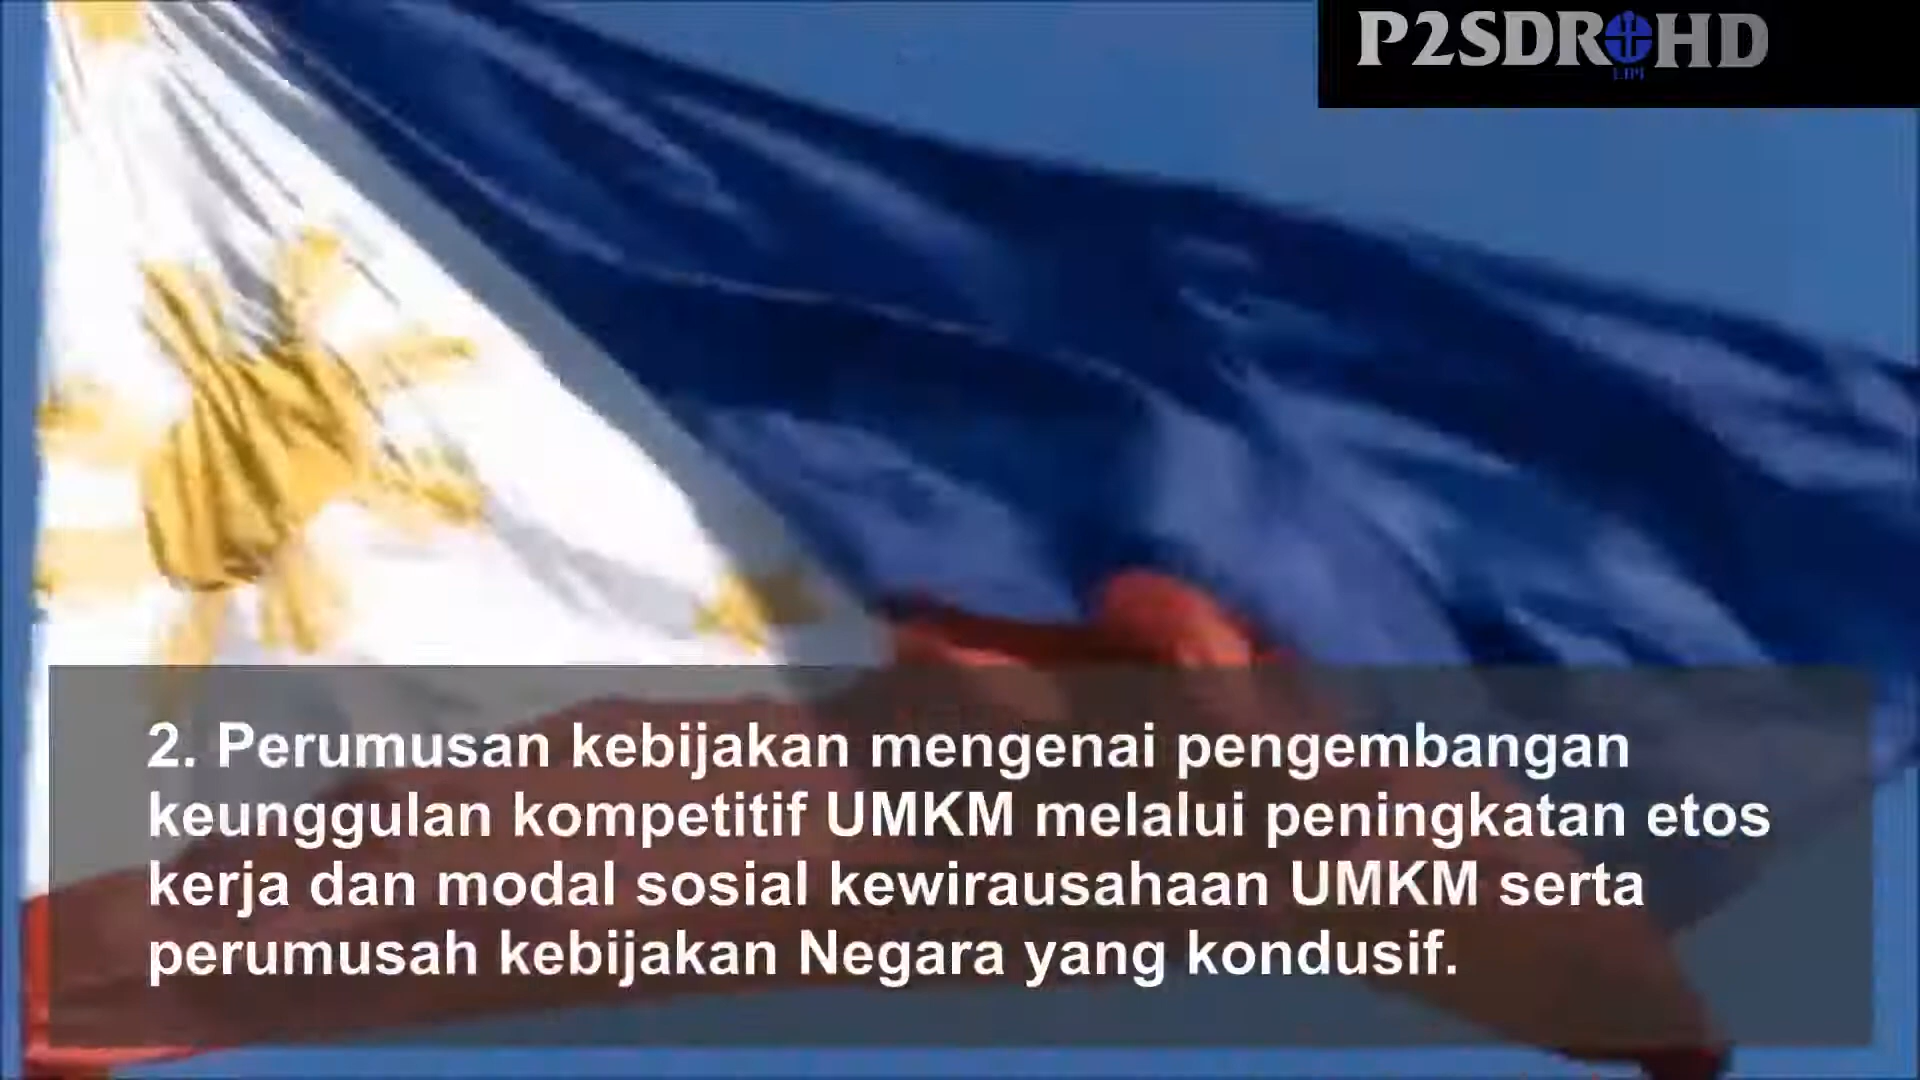 P2SDR HD
LIPI
2. Perumusan kebijakan mengenai pengembangan
keunggulan kompetitif UMKM melalui peningkatan etos
kerja dan modal sosial kewirausahaan UMKM serta
perumusah kebijakan Negara yang kondusif.